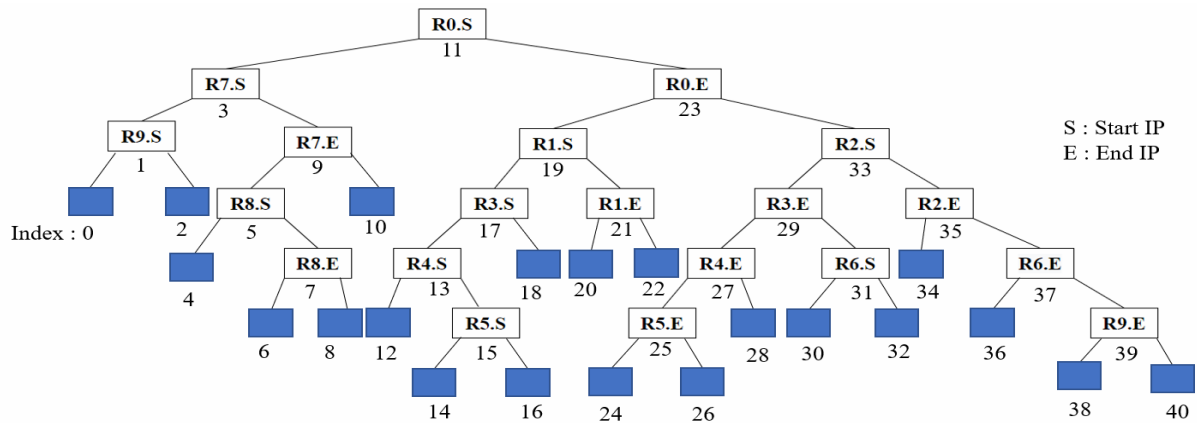 R0.S
11
R7.S
R0.E
3
23
R9.S
R7.E
R1.S
R2.S
S : Start IP
E : End IP
1
9
19
33
R8.S
R3.S
R1.E
R3.E
R2.E
Index : 0
2
5
10
17
21
29
35
R8.E
R4.S
R4.E
R6.S
R6.E
4
7
13
18
20
22
27
31
34
37
R5.S
R5.E
R9.E
6
8
12
15
25
28
30
32
36
39
14
16
24
26
38
40